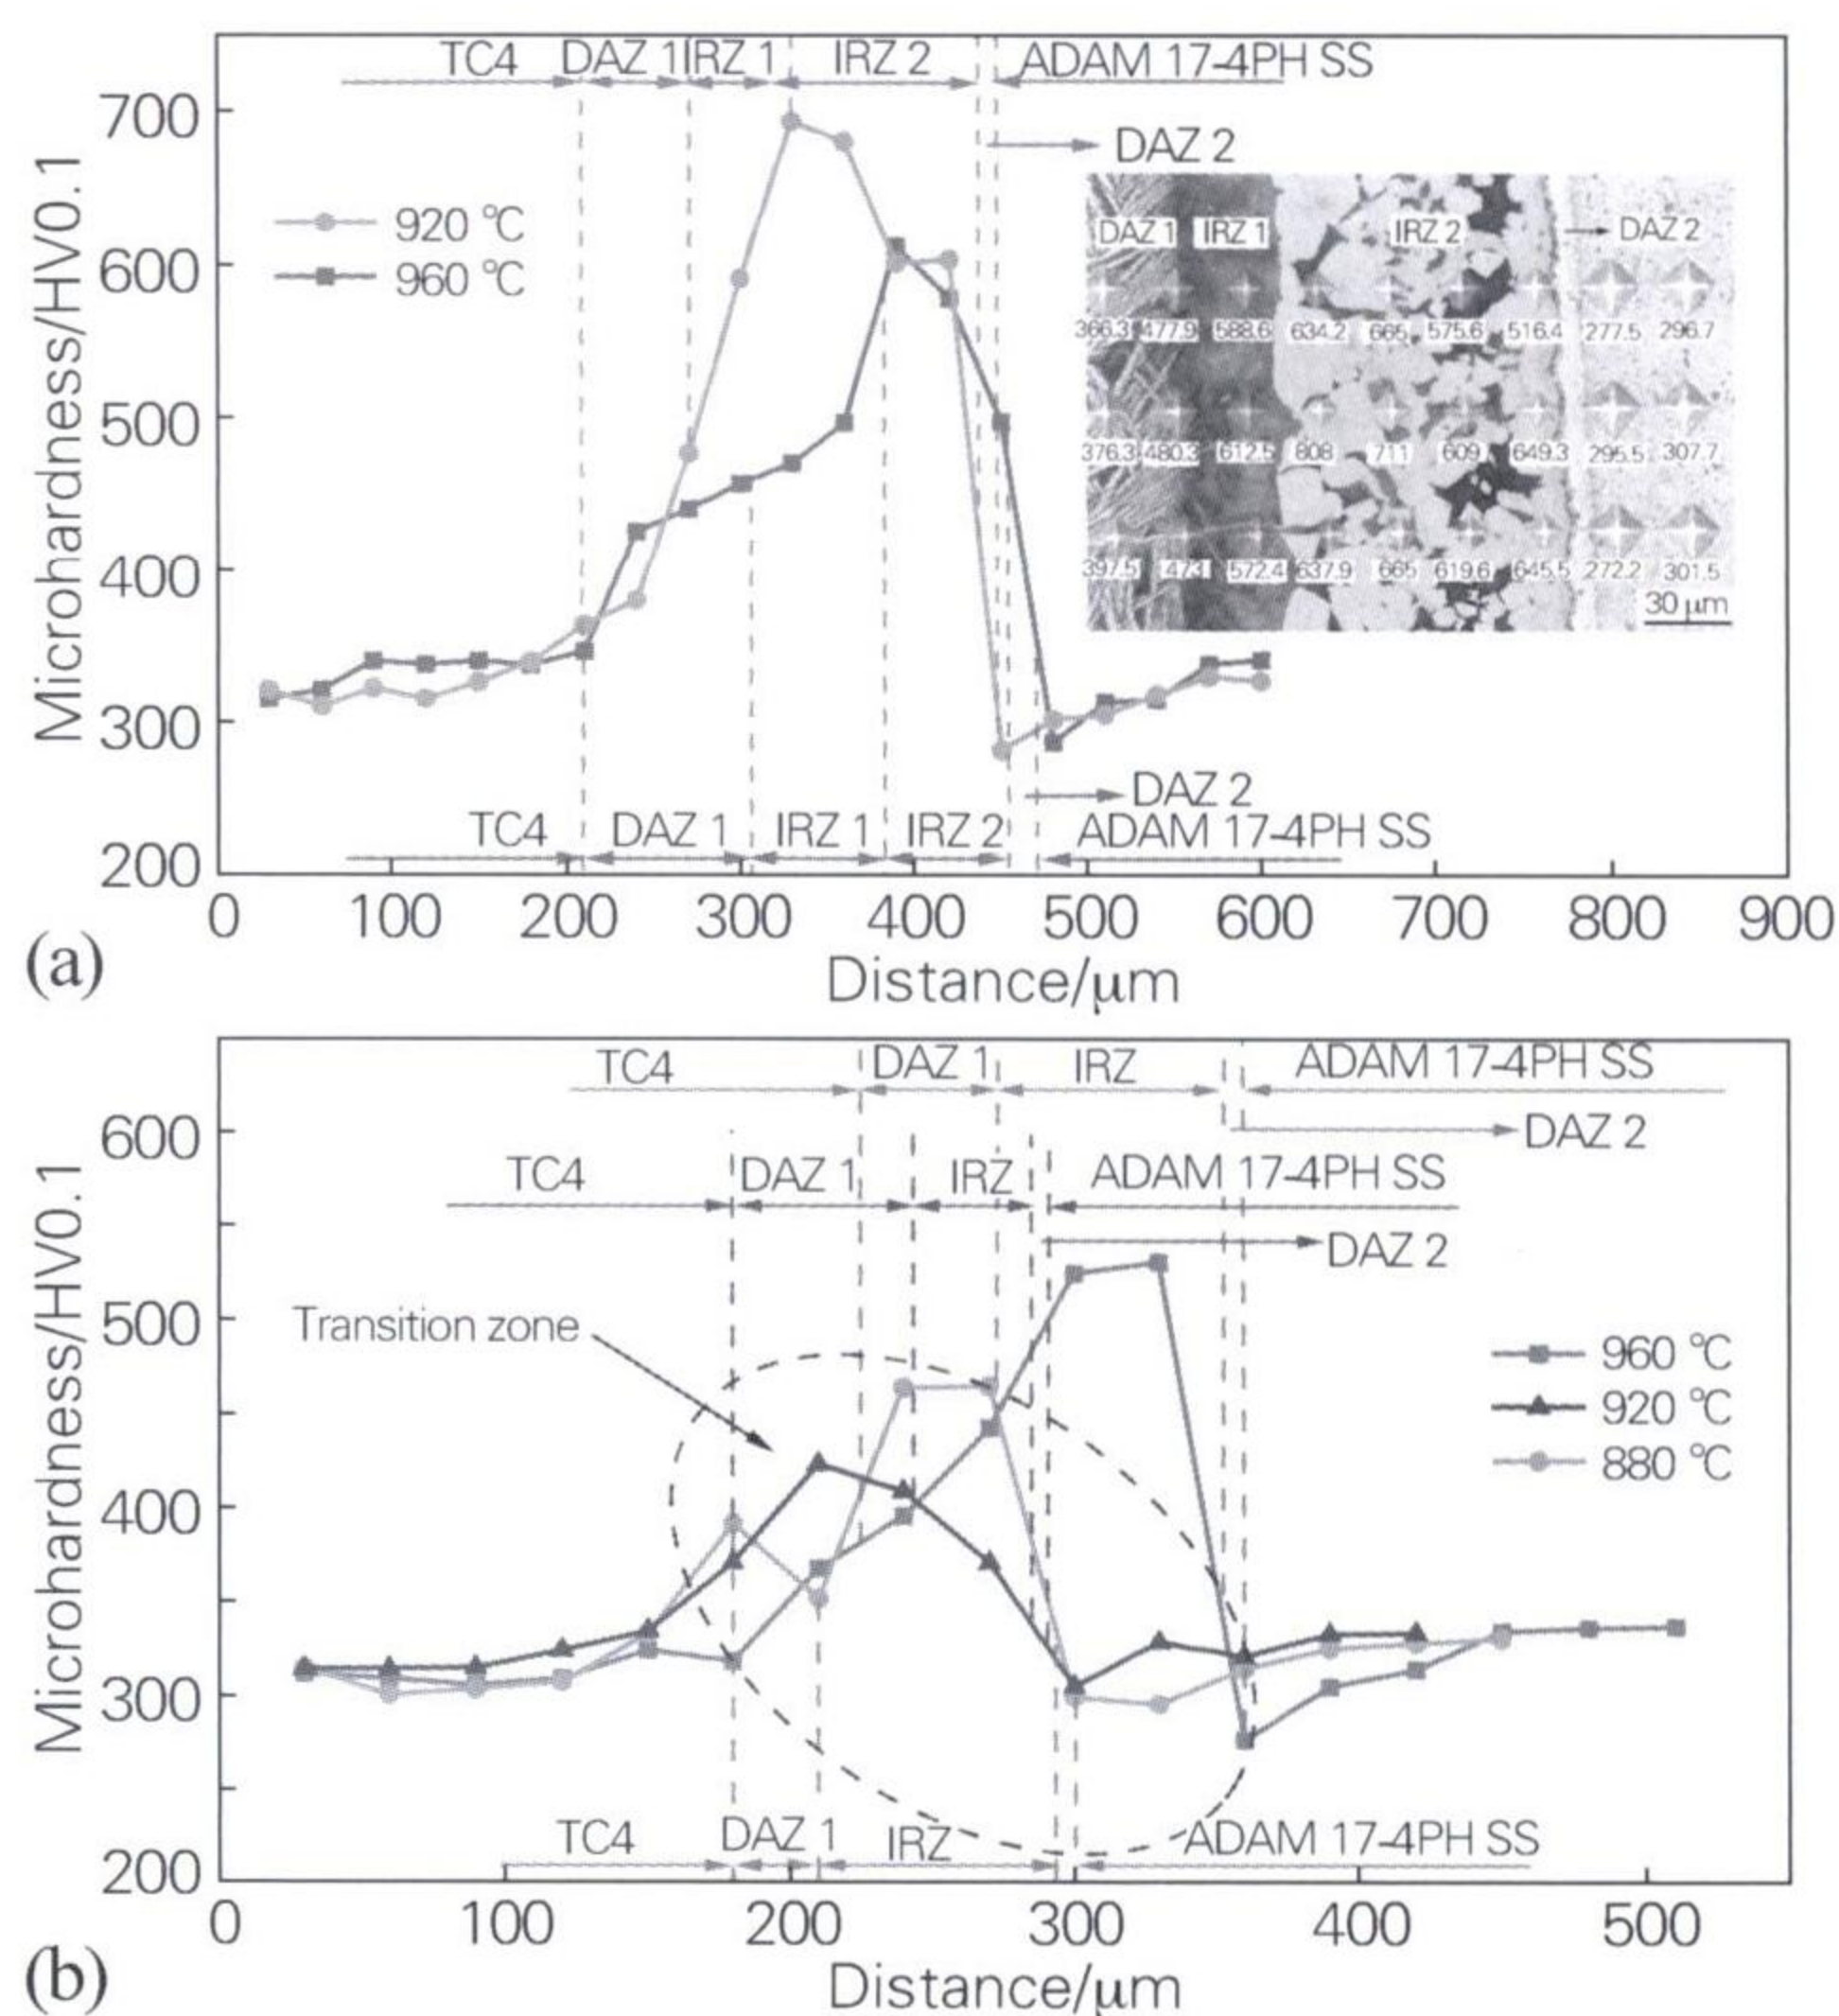 TC4 DAZ 1 IRZ 1 IRZ 2 ADAM 17-4PH SS
DAZ 2
700
600
500
400
300
200
Microhardness/HV0.1
920 °C
960 °C
DAZ 1 IRZ 1 IRZ 2 DAZ 2
366.3 477.9 588.6 634.2 665 575.6 516.4 277.5 296.7
376.3 480.3 612.5 808 711 609 649.3 295.5 307.7
397.5 473 572.4 637.9 665 619.6 645.5 272.2 301.5
30 μm
DAZ 2
TC4 DAZ 1 IRZ 1 IRZ 2 ADAM 17-4PH SS
0 100 200 300 400 500 600 700 800 900
(a)
Distance/μm
TC4 DAZ 1 IRZ ADAM 17-4PH SS
DAZ 2
TC4 DAZ 1 IRZ ADAM 17-4PH SS
DAZ 2
600
500
400
300
200
Microhardness/HV0.1
Transition zone
960 °C
920 °C
880 °C
TC4 DAZ 1 IRZ ADAM 17-4PH SS
0 100 200 300 400 500
(b)
Distance/μm